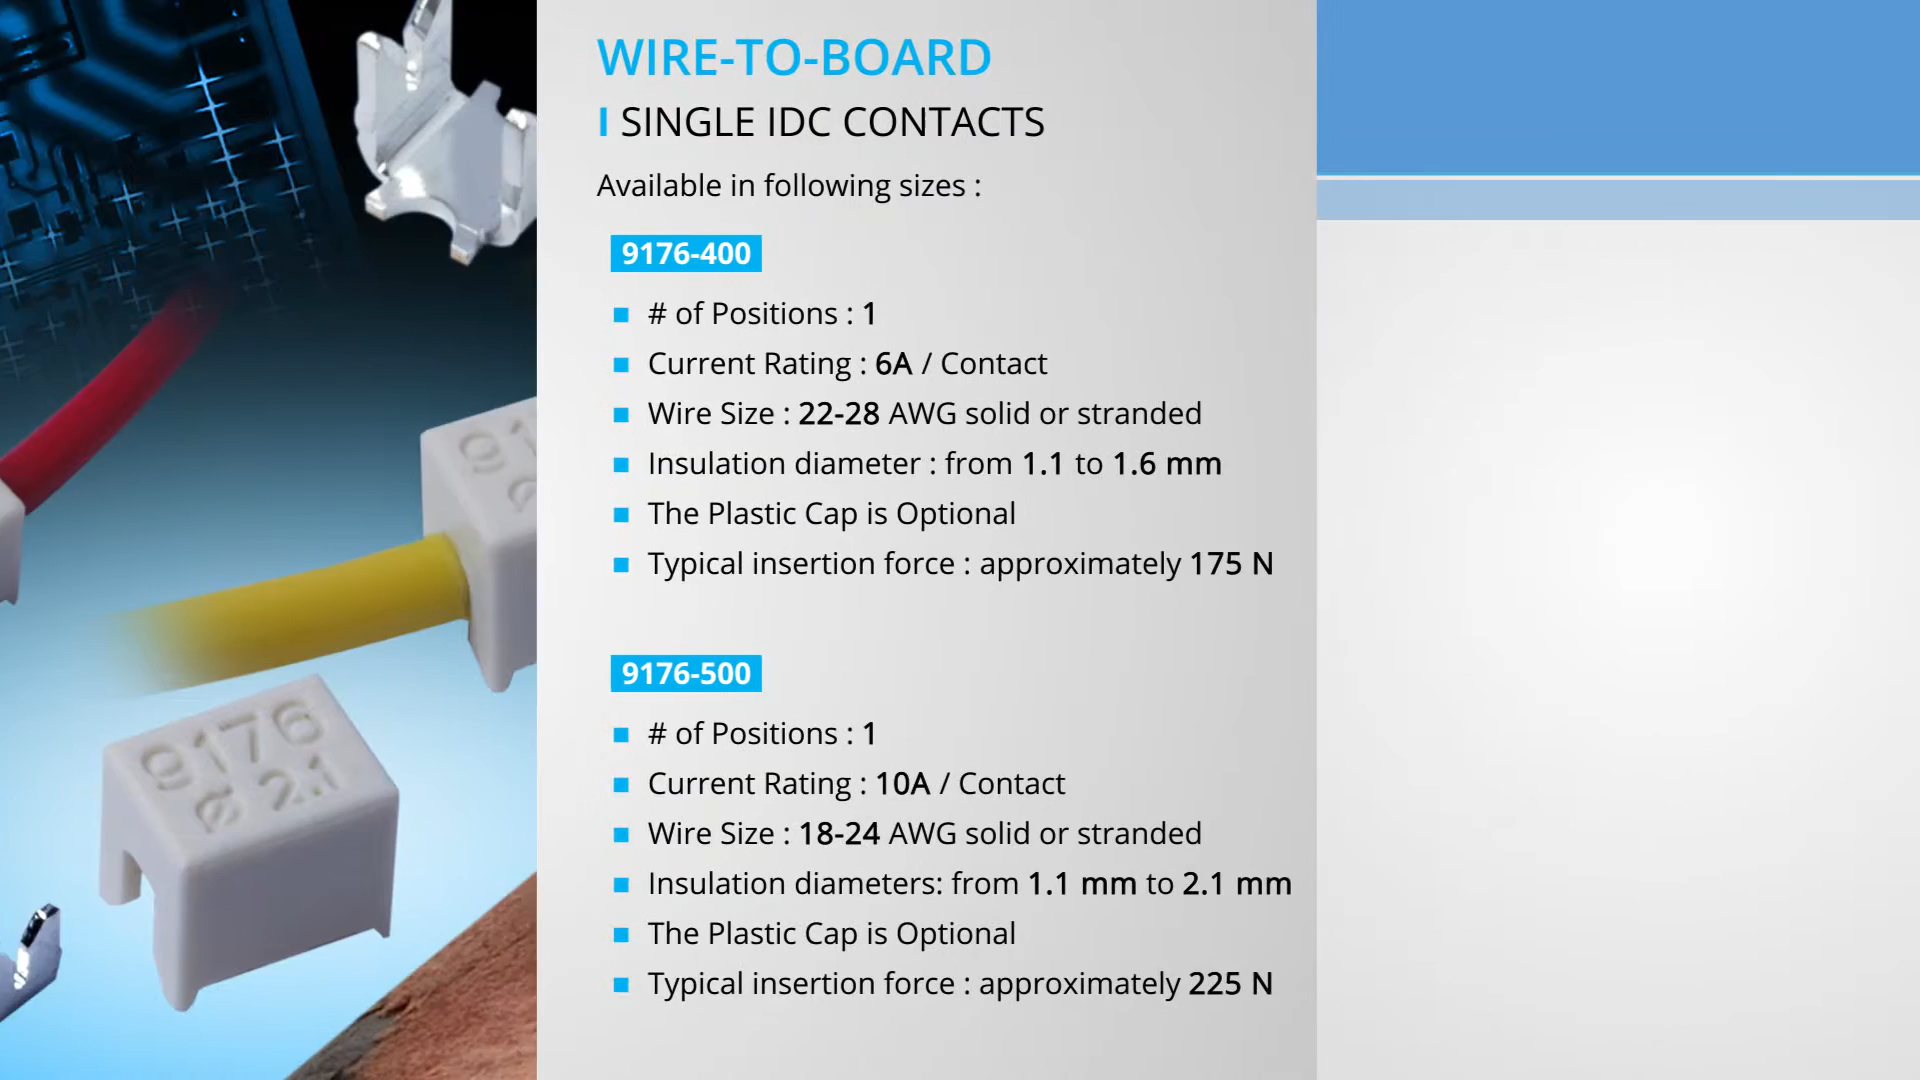 WIRE-TO-BOARD
I SINGLE IDC CONTACTS
Available in following sizes :
9176-400
■ # of Positions : 1
■ Current Rating : 6A / Contact
■ Wire Size : 22-28 AWG solid or stranded
■ Insulation diameter : from 1.1 to 1.6 mm
■ The Plastic Cap is Optional
■ Typical insertion force : approximately 175 N
9176-500
■ # of Positions : 1
■ Current Rating : 10A / Contact
■ Wire Size : 18-24 AWG solid or stranded
■ Insulation diameters: from 1.1 mm to 2.1 mm
■ The Plastic Cap is Optional
■ Typical insertion force : approximately 225 N
9176
⌀ 2.1